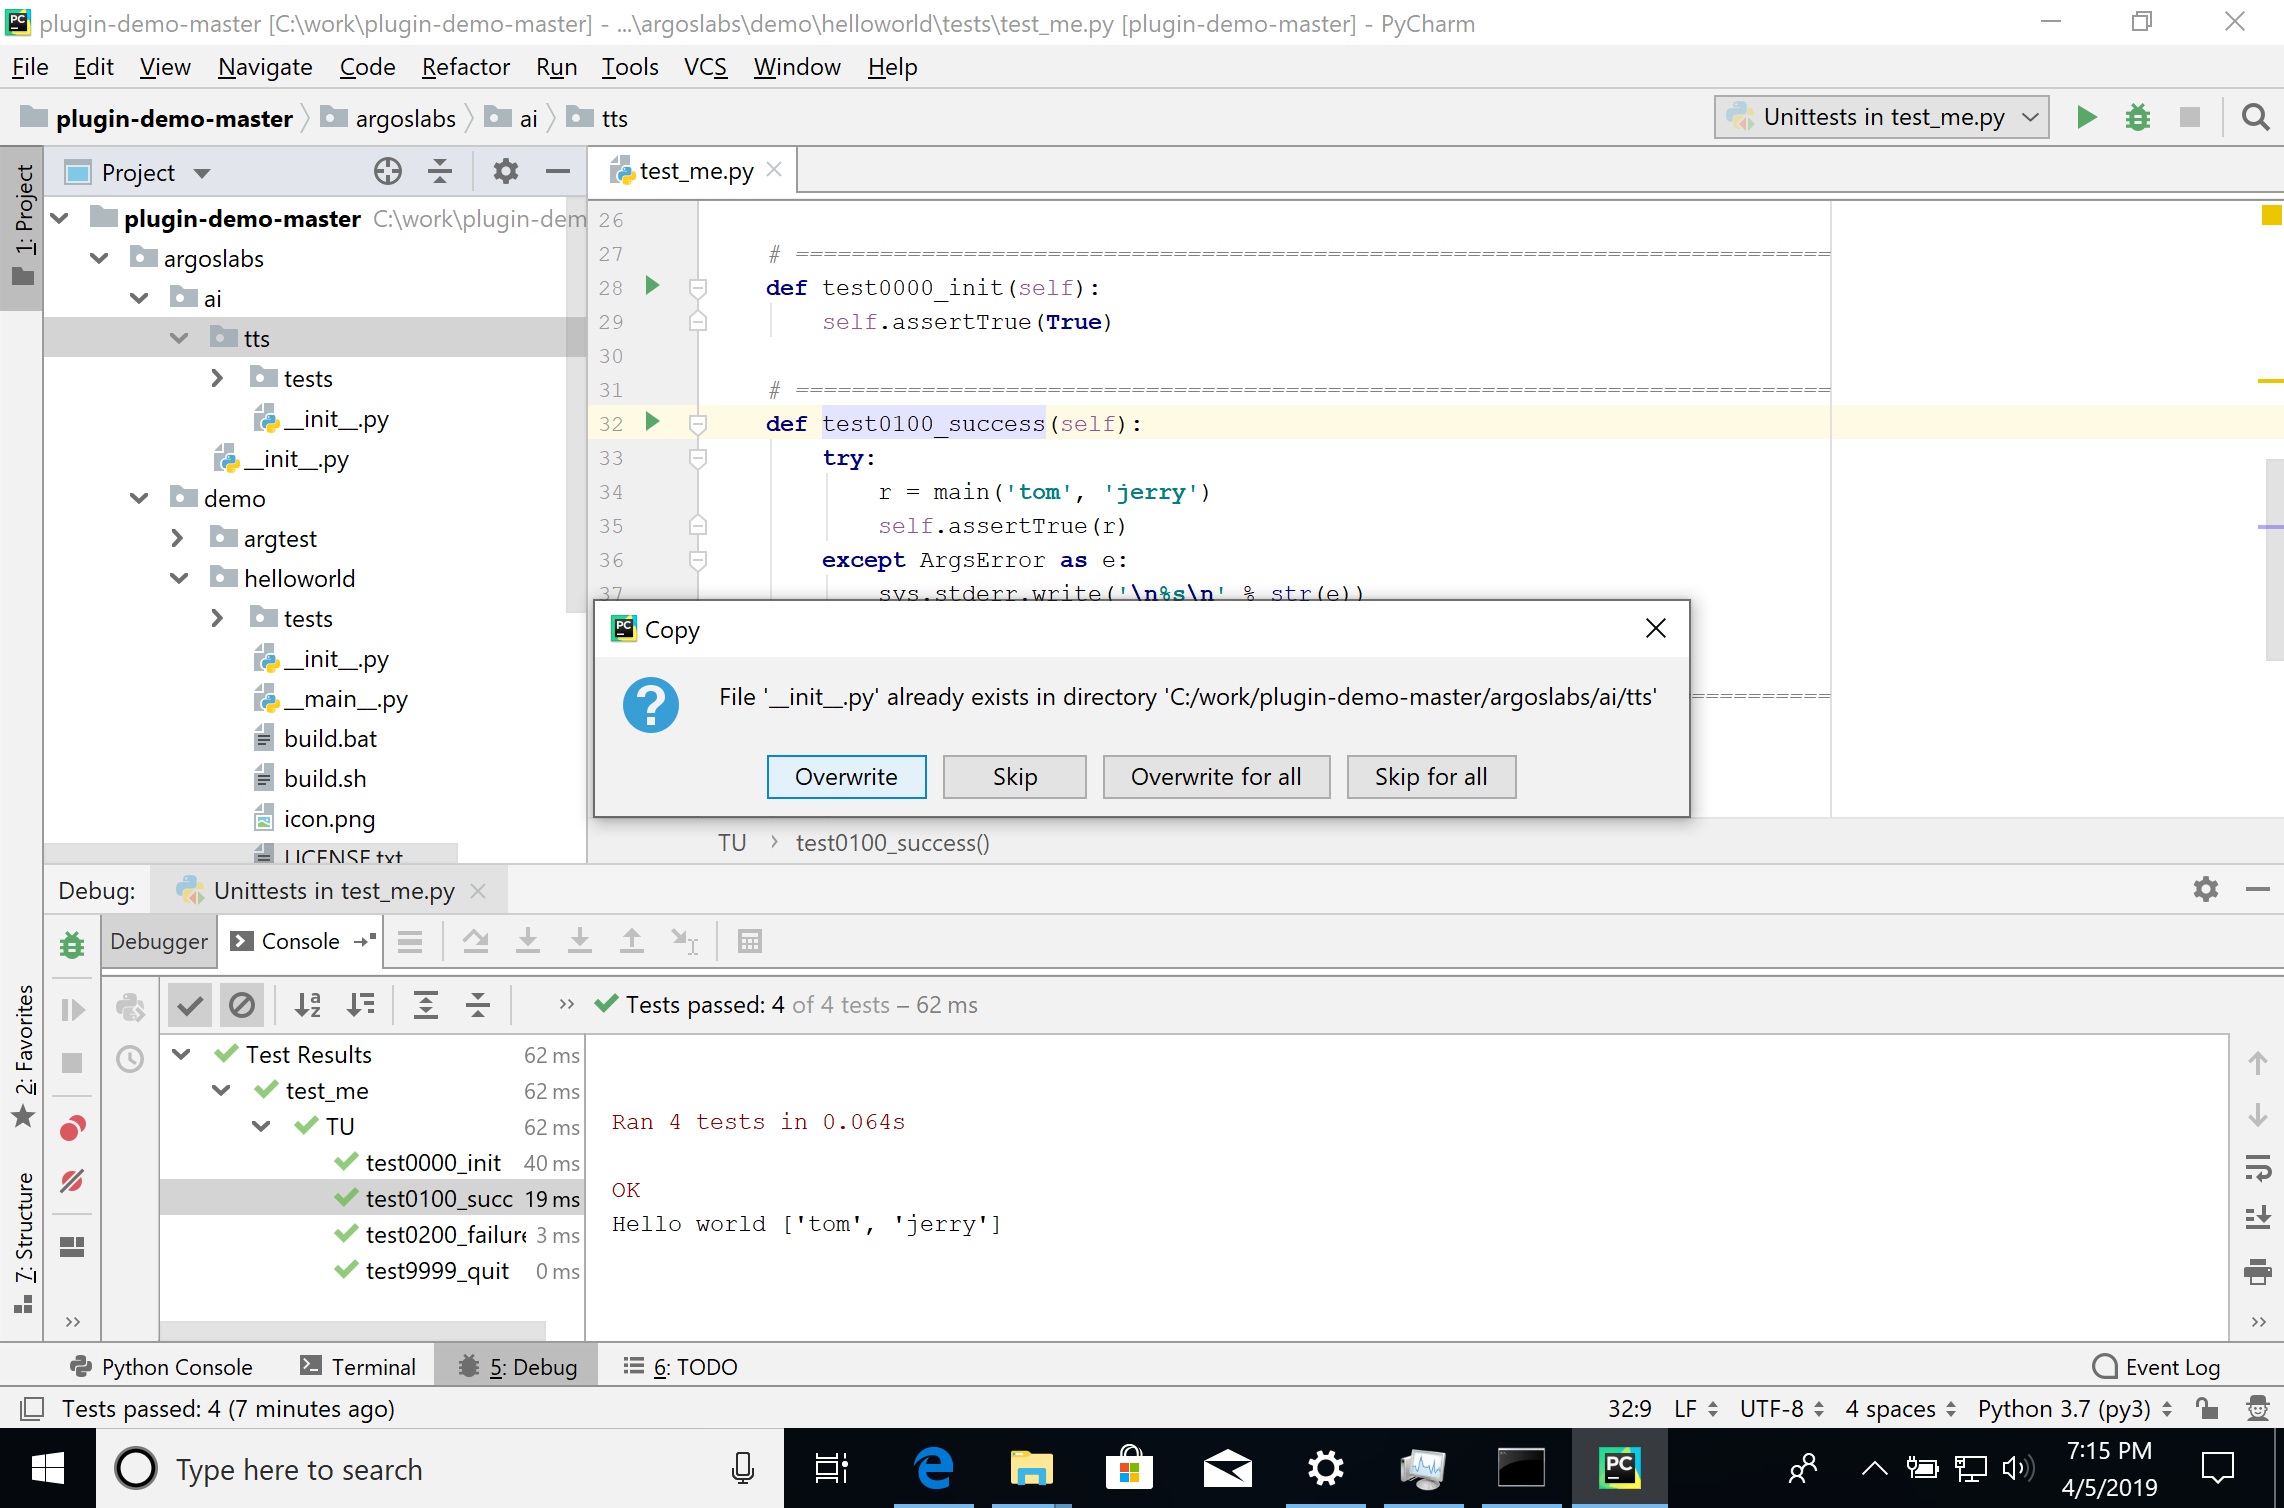 plugin-demo-master [C:\work\plugin-demo-master] - ...\argoslabs\demo\helloworld\tests\test_me.py [plugin-demo-master] - PyCharm
File Edit View Navigate Code Refactor Run Tools VCS Window Help
plugin-demo-master argoslabs ai tts Unittests in test_me.py
1: Project
Project
test_me.py
plugin-demo-master C:\work\plugin-dem
argoslabs
ai
tts
tests
__init__.py
__init__.py
demo
argtest
helloworld
tests
__init__.py
__main__.py
build.bat
build.sh
icon.png
LICENSE.txt
26
27 # ==========================================================================
28 def test0000_init(self):
29 self.assertTrue(True)
30
31 # ==========================================================================
32 def test0100_success(self):
33 try:
34 r = main('tom', 'jerry')
35 self.assertTrue(r)
36 except ArgsError as e:
37 sys.stderr.write('\n%s\n' % str(e))
Copy
File '__init__.py' already exists in directory 'C:/work/plugin-demo-master/argoslabs/ai/tts'
Overwrite Skip Overwrite for all Skip for all
TU › test0100_success()
Debug: Unittests in test_me.py
Debugger Console
2: Favorites
7: Structure
» Tests passed: 4 of 4 tests – 62 ms
Test Results 62 ms
test_me 62 ms
TU 62 ms
test0000_init 40 ms
test0100_succ 19 ms
test0200_failure 3 ms
test9999_quit 0 ms
Ran 4 tests in 0.064s
OK
Hello world ['tom', 'jerry']
Python Console Terminal 5: Debug 6: TODO Event Log
Tests passed: 4 (7 minutes ago) 32:9 LF UTF-8 4 spaces Python 3.7 (py3)
Type here to search
7:15 PM
4/5/2019